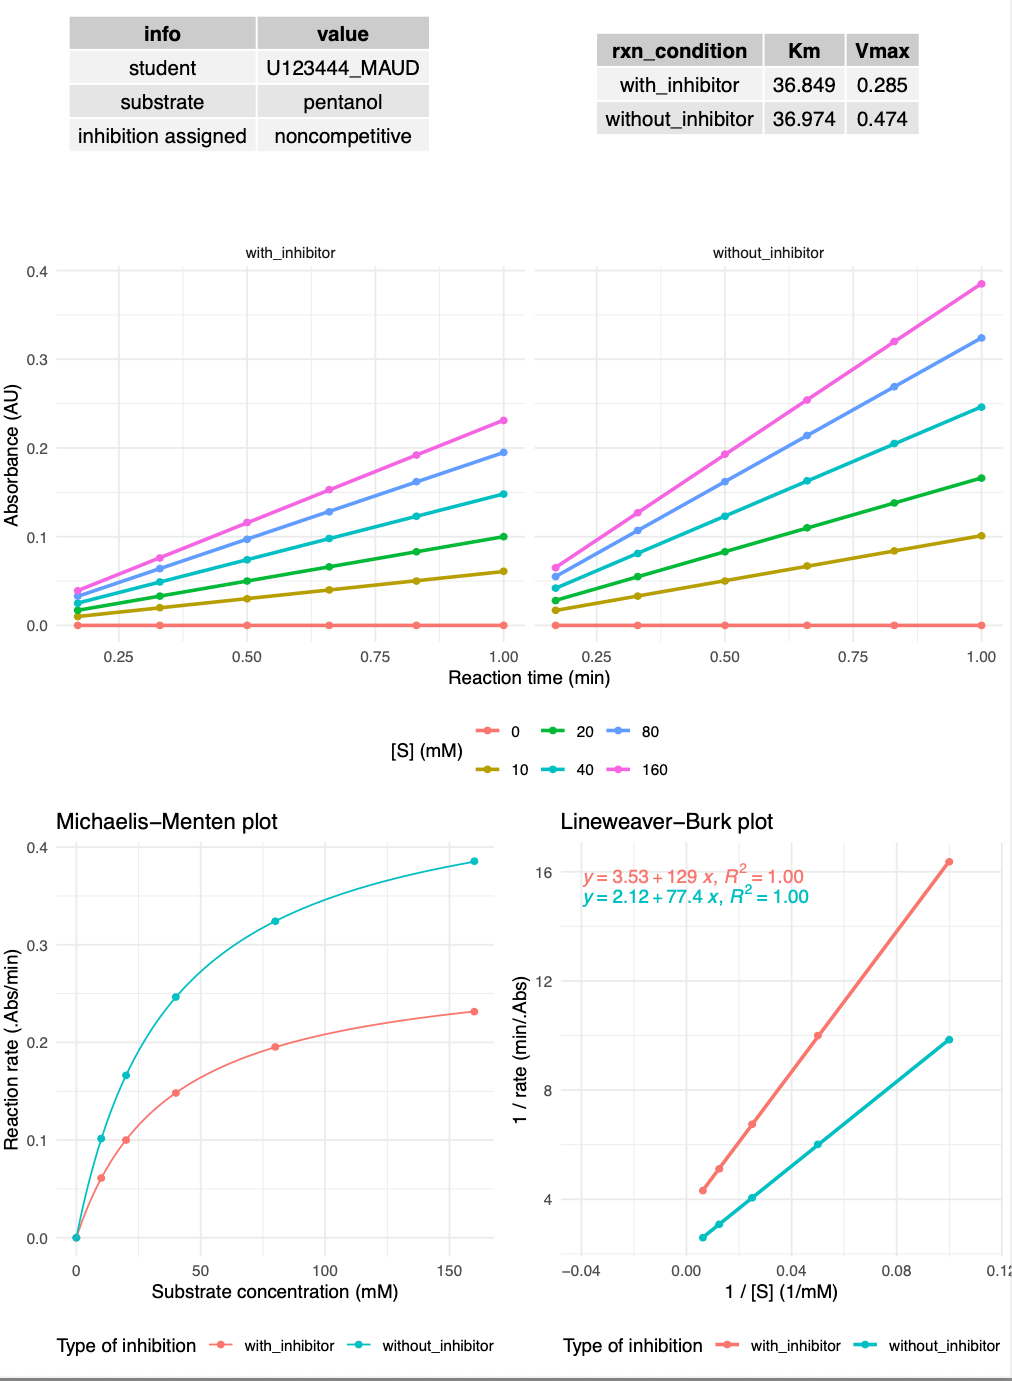 info value
student U123444_MAUD
substrate pentanol
inhibition assigned noncompetitive
rxn_condition Km Vmax
with_inhibitor 36.849 0.285
without_inhibitor 36.974 0.474
with_inhibitor without_inhibitor
Absorbance (AU)
0.4
0.3
0.2
0.1
0.0
0.25 0.50 0.75 1.00 0.25 0.50 0.75 1.00
Reaction time (min)
[S] (mM)
0 20 80
10 40 160
Michaelis−Menten plot
Reaction rate (.Abs/min)
0.4
0.3
0.2
0.1
0.0
0 50 100 150
Substrate concentration (mM)
Type of inhibition with_inhibitor without_inhibitor
Lineweaver−Burk plot
y = 3.53 + 129 x, R² = 1.00
y = 2.12 + 77.4 x, R² = 1.00
1 / rate (min/.Abs)
16
12
8
4
−0.04 0.00 0.04 0.08 0.12
1 / [S] (1/mM)
Type of inhibition with_inhibitor without_inhibitor